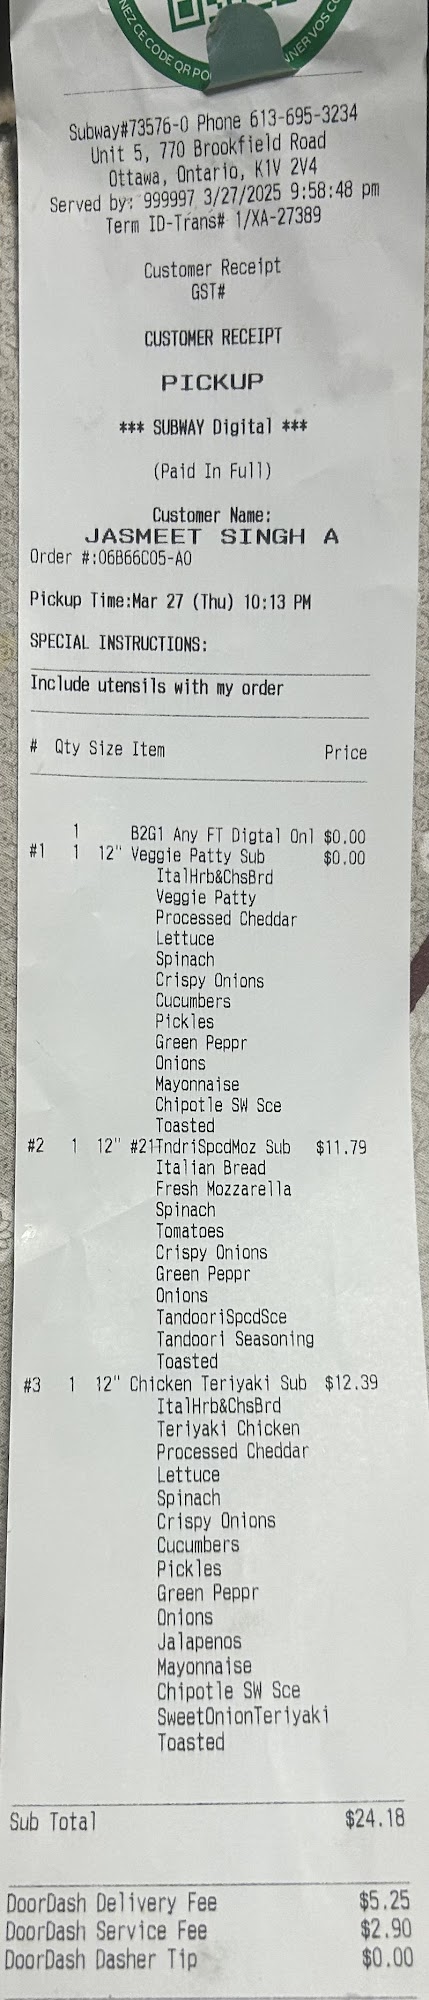 NEZ CE CODE QR PO
NER VOS CO
Subway#73576-0 Phone 613-695-3234
Unit 5, 770 Brookfield Road
Ottawa, Ontario, K1V 2V4
Served by: 999997 3/27/2025 9:58:48 pm
Term ID-Trans# 1/XA-27389
Customer Receipt
GST#
CUSTOMER RECEIPT
PICKUP
*** SUBWAY Digital ***
(Paid In Full)
Customer Name:
JASMEET SINGH A
Order #:06B66C05-A0
Pickup Time:Mar 27 (Thu) 10:13 PM
SPECIAL INSTRUCTIONS:
Include utensils with my order
# Qty Size Item Price
1 B2G1 Any FT Digtal Onl $0.00
#1 1 12" Veggie Patty Sub $0.00
ItalHrb&ChsBrd
Veggie Patty
Processed Cheddar
Lettuce
Spinach
Crispy Onions
Cucumbers
Pickles
Green Peppr
Onions
Mayonnaise
Chipotle SW Sce
Toasted
#2 1 12" #21TndriSpcdMoz Sub $11.79
Italian Bread
Fresh Mozzarella
Spinach
Tomatoes
Crispy Onions
Green Peppr
Onions
TandooriSpcdSce
Tandoori Seasoning
Toasted
#3 1 12" Chicken Teriyaki Sub $12.39
ItalHrb&ChsBrd
Teriyaki Chicken
Processed Cheddar
Lettuce
Spinach
Crispy Onions
Cucumbers
Pickles
Green Peppr
Onions
Jalapenos
Mayonnaise
Chipotle SW Sce
SweetOnionTeriyaki
Toasted
Sub Total $24.18
DoorDash Delivery Fee $5.25
DoorDash Service Fee $2.90
DoorDash Dasher Tip $0.00